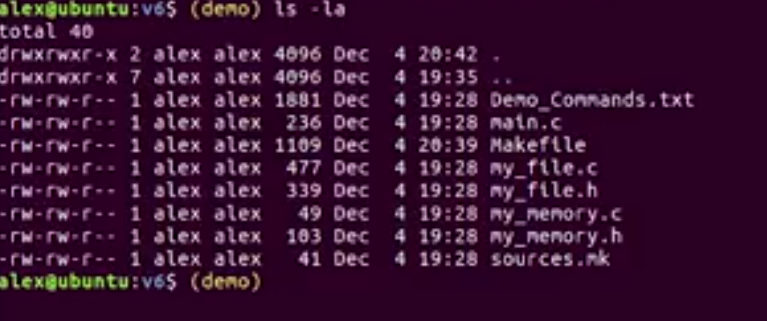 alex@ubuntu:v6$ (demo) ls -la
total 40
drwxrwxr-x 2 alex alex 4096 Dec  4 20:42 .
drwxrwxr-x 7 alex alex 4096 Dec  4 19:35 ..
-rw-rw-r-- 1 alex alex 1881 Dec  4 19:28 Demo_Commands.txt
-rw-rw-r-- 1 alex alex  236 Dec  4 19:28 main.c
-rw-rw-r-- 1 alex alex 1109 Dec  4 20:39 Makefile
-rw-rw-r-- 1 alex alex  477 Dec  4 19:28 my_file.c
-rw-rw-r-- 1 alex alex  339 Dec  4 19:28 my_file.h
-rw-rw-r-- 1 alex alex   49 Dec  4 19:28 my_memory.c
-rw-rw-r-- 1 alex alex  103 Dec  4 19:28 my_memory.h
-rw-rw-r-- 1 alex alex   41 Dec  4 19:28 sources.mk
alex@ubuntu:v6$ (demo)